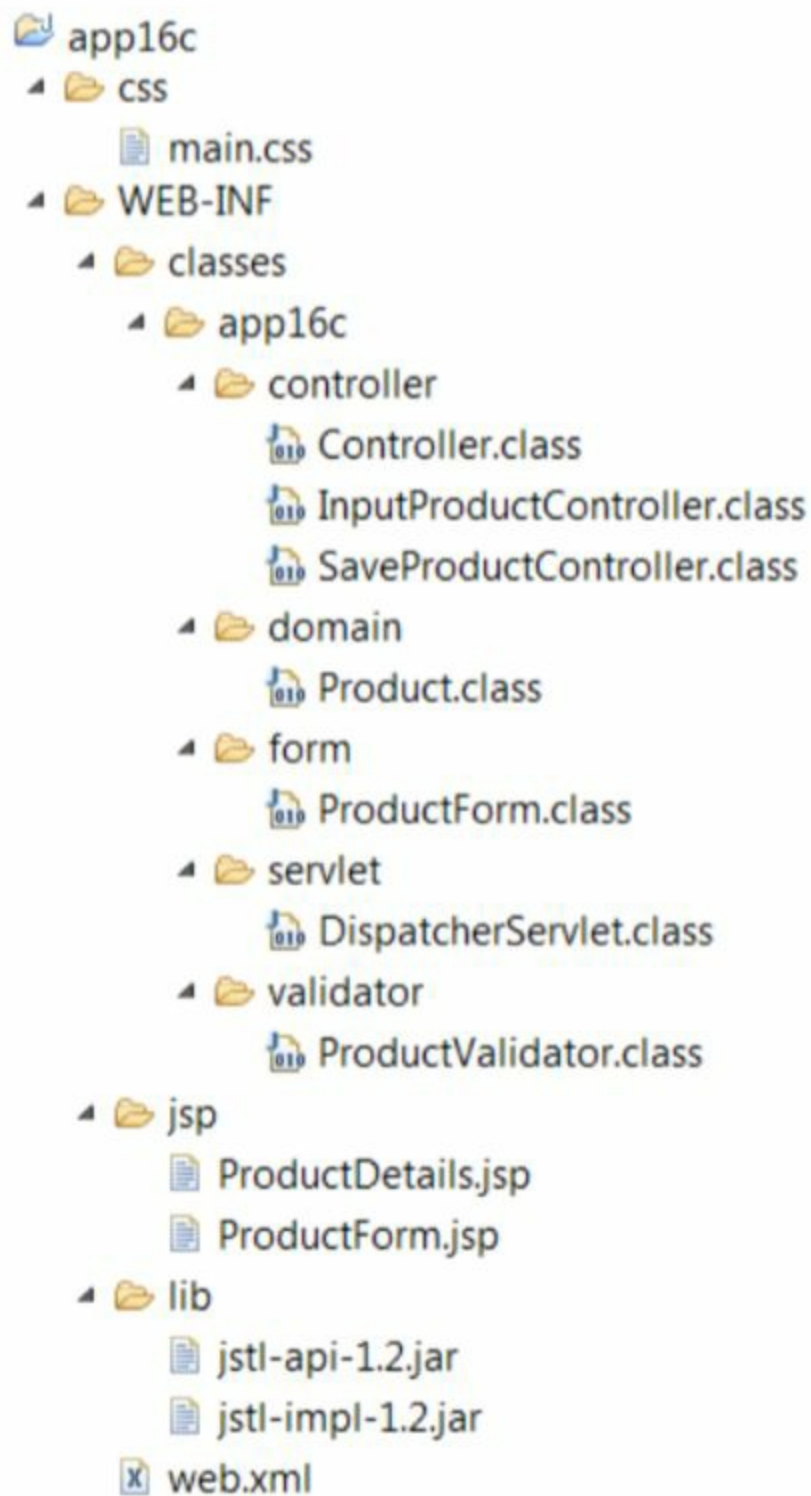 app16c
css
main.css
WEB-INF
classes
app16c
controller
Controller.class
InputProductController.class
SaveProductController.class
domain
Product.class
form
ProductForm.class
servlet
DispatcherServlet.class
validator
ProductValidator.class
jsp
ProductDetails.jsp
ProductForm.jsp
lib
jstl-api-1.2.jar
jstl-impl-1.2.jar
web.xml